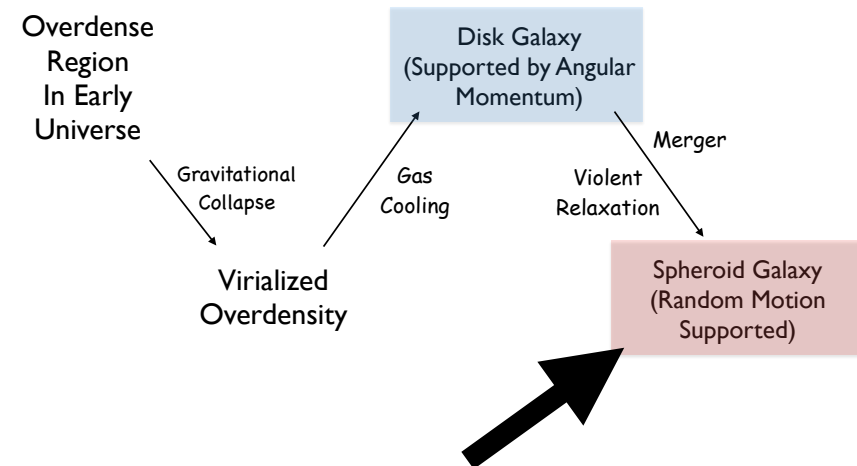 Overdense
Region
In Early
Universe
Gravitational
Collapse
Virialized
Overdensity
Gas
Cooling
Disk Galaxy
(Supported by Angular
Momentum)
Merger
Violent
Relaxation
Spheroid Galaxy
(Random Motion
Supported)